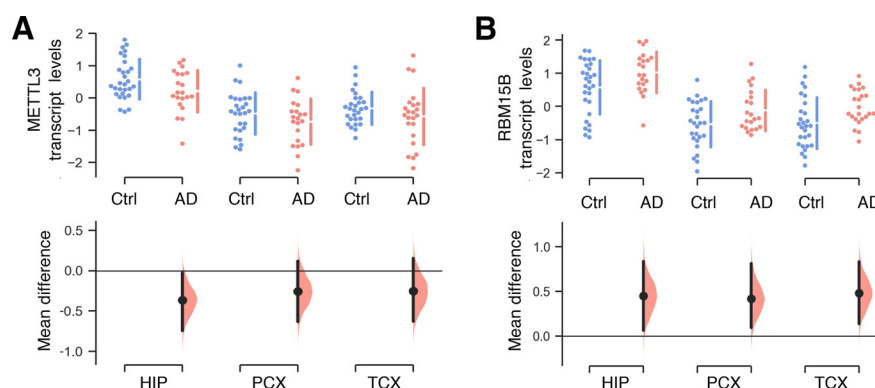 A
METTL3
transcript levels
2
1
0
−1
−2
Ctrl AD Ctrl AD Ctrl AD
Mean difference
0.5
0.0
-0.5
-1.0
HIP PCX TCX
B
RBM15B
transcript levels
2
1
0
−1
−2
Ctrl AD Ctrl AD Ctrl AD
Mean difference
1.0
0.5
0.0
HIP PCX TCX